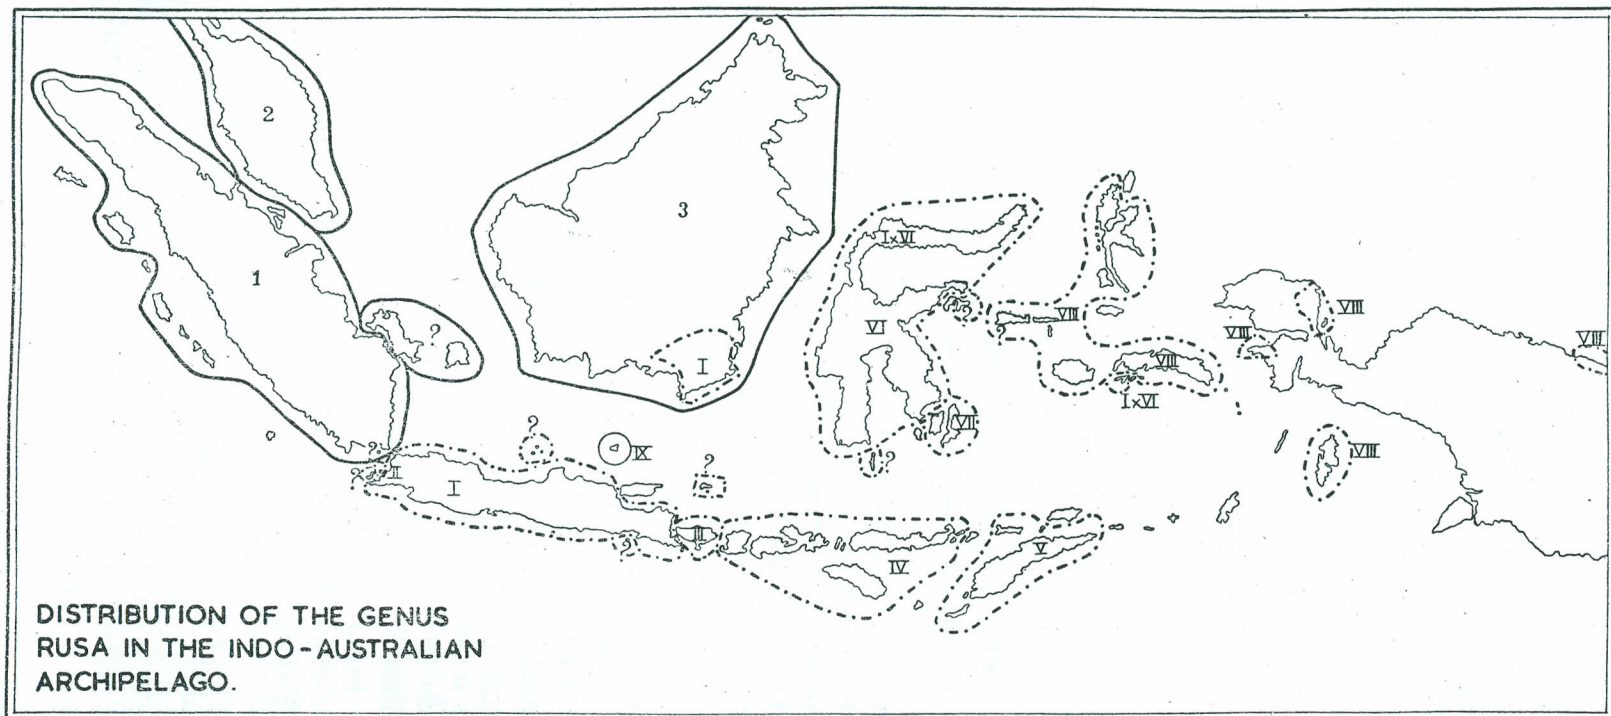 2
3
1
I×VI
VI
VIII
VIII
VIII
VIII
VIII
?
?
I
I×VI
?
VII
VIII
?
?
IX
?
?
?
II
I
?
III
IV
V
DISTRIBUTION OF THE GENUS
RUSA IN THE INDO-AUSTRALIAN
ARCHIPELAGO.